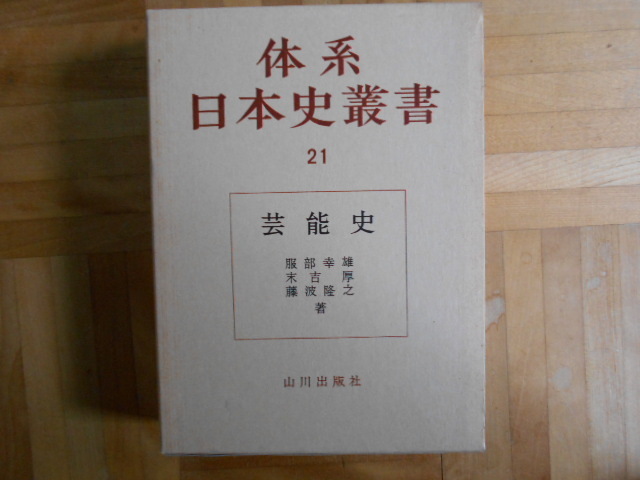 体系
日本史叢書
21
芸能史
服部幸雄
末吉厚
藤波隆之
著
山川出版社